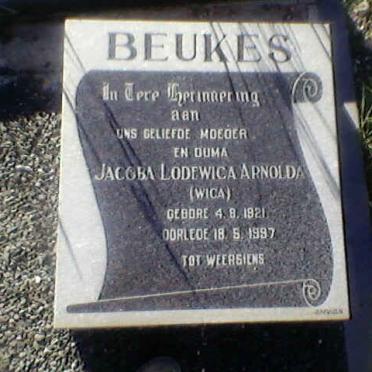 BEUKES
In Tere Herinnering
aan
UNS GELIEFDE MOEDER
EN OUMA
JACOBA LODEWICA ARNOLDA
(WICA)
GEBORE 4. 8. 1921.
OORLEDE 18. 5. 1997
TOT WEERSIENS